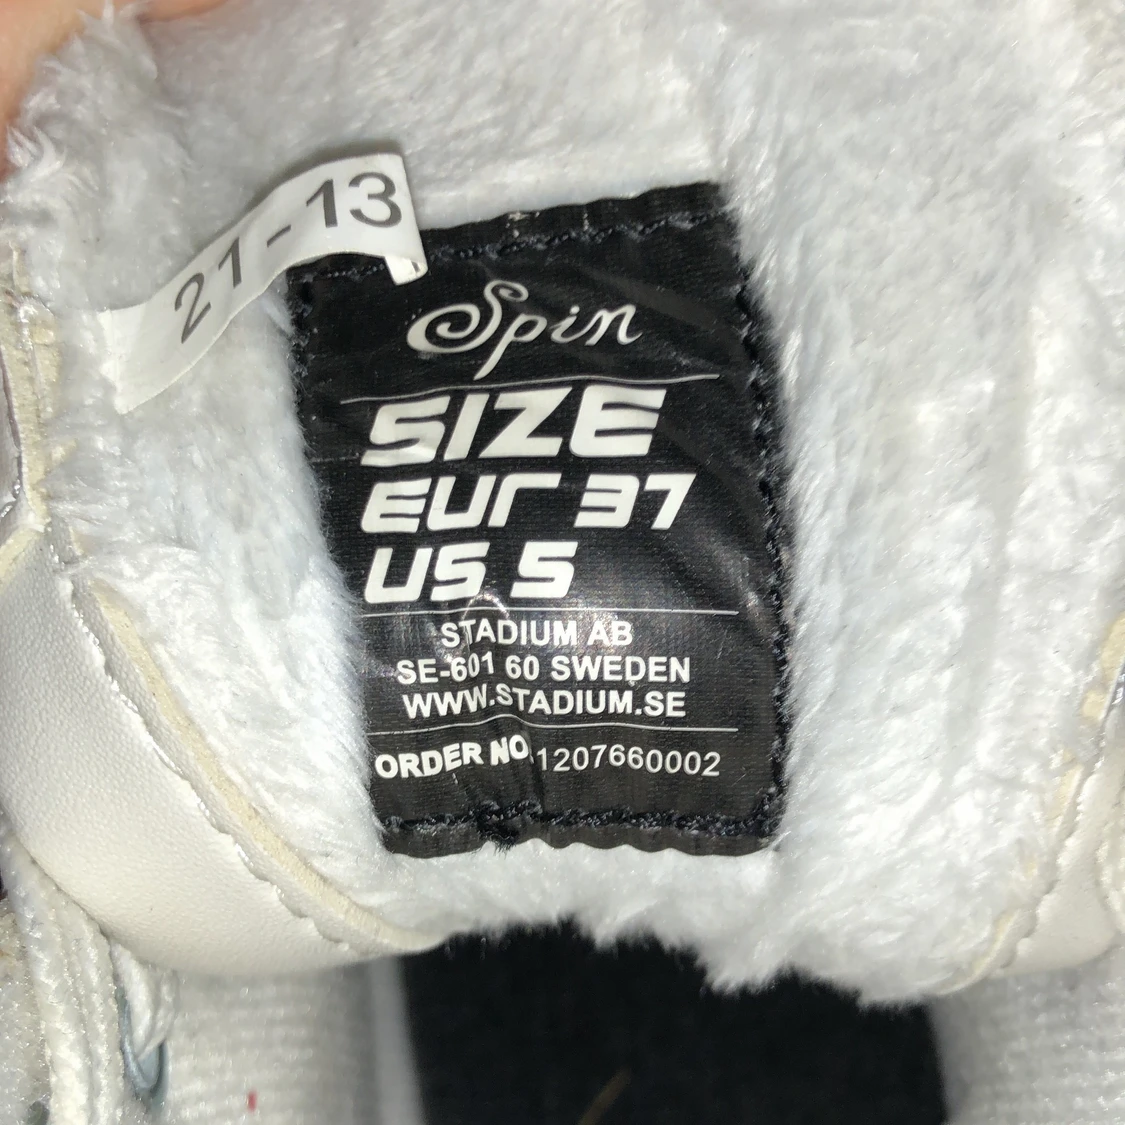 21-13
Spin
SIZE
EUr 37
US 5
STADIUM AB
SE-601 60 SWEDEN
WWW.STADIUM.SE
ORDER NO.1207660002